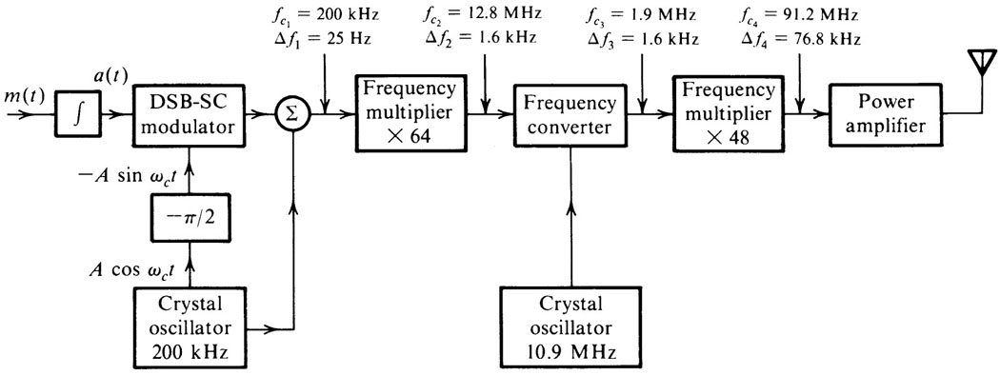 f_{c_1} = 200 kHz
Δf_1 = 25 Hz
f_{c_2} = 12.8 MHz
Δf_2 = 1.6 kHz
f_{c_3} = 1.9 MHz
Δf_3 = 1.6 kHz
f_{c_4} = 91.2 MHz
Δf_4 = 76.8 kHz
m(t)
∫
a(t)
DSB-SC
modulator
Σ
Frequency
multiplier
× 64
Frequency
converter
Frequency
multiplier
× 48
Power
amplifier
−A sin ω_c t
−π/2
A cos ω_c t
Crystal
oscillator
200 kHz
Crystal
oscillator
10.9 MHz